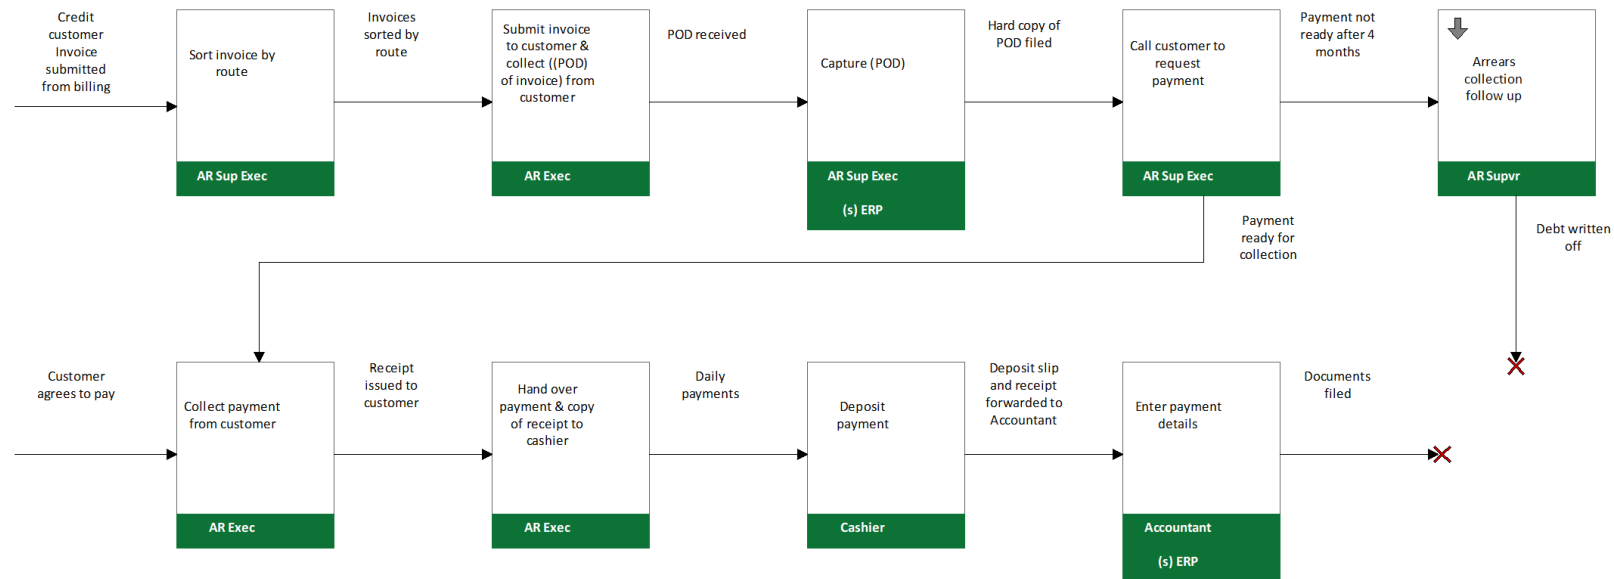 Credit
customer
Invoice
submitted
from billing
Sort invoice by
route
AR Sup Exec
Invoices
sorted by
route
Submit invoice
to customer &
collect ((POD)
of invoice) from
customer
AR Exec
POD received
Capture (POD)
AR Sup Exec
(s) ERP
Hard copy of
POD filed
Call customer to
request
payment
AR Sup Exec
Payment not
ready after 4
months
Arrears
collection
follow up
AR Supvr
Payment
ready for
collection
Debt written
off
Customer
agrees to pay
Collect payment
from customer
AR Exec
Receipt
issued to
customer
Hand over
payment & copy
of receipt to
cashier
AR Exec
Daily
payments
Deposit
payment
Cashier
Deposit slip
and receipt
forwarded to
Accountant
Enter payment
details
Accountant
(s) ERP
Documents
filed